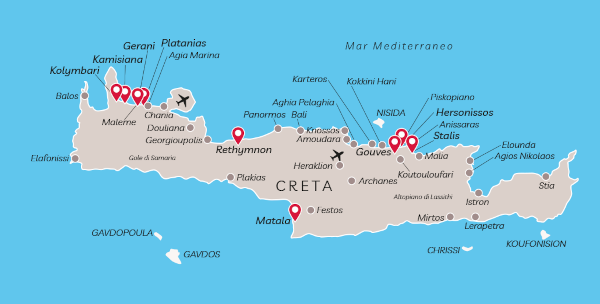 Mar Mediterraneo
Gerani
Platanias
Agia Marina
Kamisiana
Kolymbari
Balos
Maleme
Chania
Douliana
Georgioupolis
Elafonissi
Gole di Samaria
Rethymnon
Plakias
Panormos
Bali
Aghia Pelaghia
Karteros
Kokkini Hani
NISIDA
Piskopiano
Hersonissos
Anissaras
Stalis
Knossos
Amoudara
Gouves
Heraklion
Malia
Koutouloufari
Elounda
Agios Nikolaos
CRETA
Archanes
Altopiano di Lassithi
Stia
Istron
Matala
Festos
Mirtos
Lerapetra
GAVDOPOULA
GAVDOS
CHRISSI
KOUFONISSION